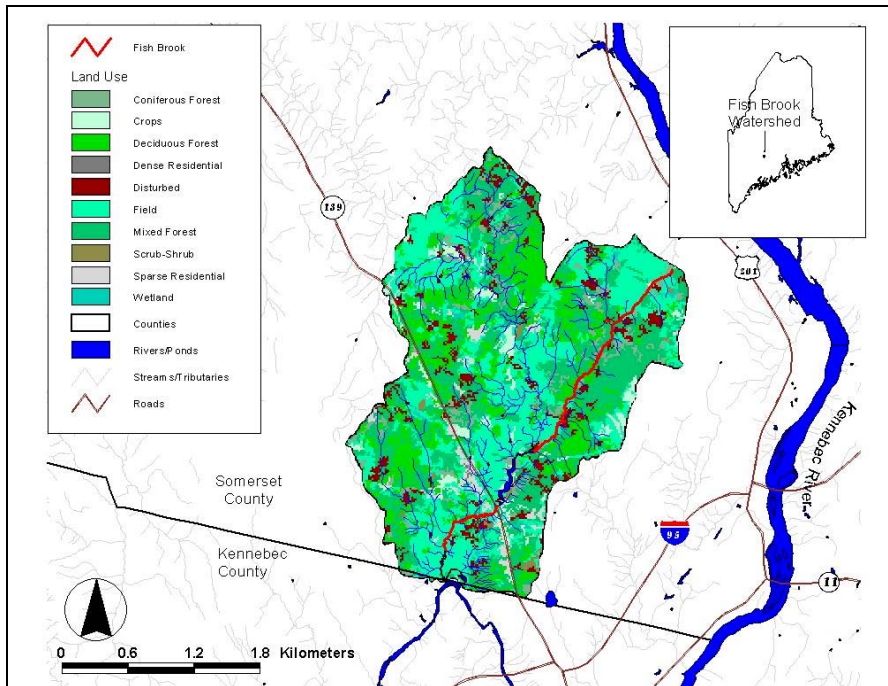 Fish Brook
Land Use
Coniferous Forest
Crops
Deciduous Forest
Dense Residential
Disturbed
Field
Mixed Forest
Scrub-Shrub
Sparse Residential
Wetland
Counties
Rivers/Ponds
Streams/Tributaries
Roads
Fish Brook
Watershed
139
201
Kennebac River
Somerset
County
Kennebec
County
95
11
0 0.6 1.2 1.8 Kilometers